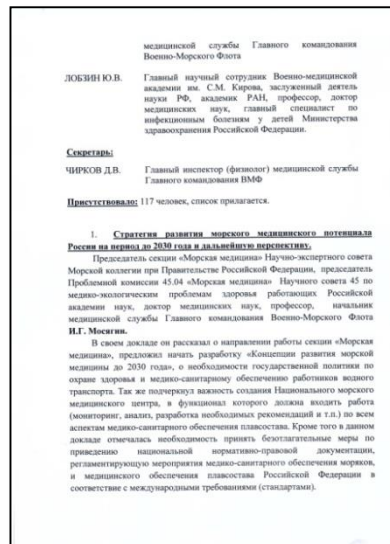 медицинской службы Главного командования
Военно-Морского Флота
ЛОБЗИН Ю.В. Главный научный сотрудник Военно-медицинской
академии им. С.М. Кирова, заслуженный деятель
науки РФ, академик РАН, профессор, доктор
медицинских наук, главный специалист по
инфекционным болезням у детей Министерства
здравоохранения Российской Федерации.
Секретарь:
ЧИРКОВ Д.В. Главный инспектор (физиолог) медицинской службы
Главного командования ВМФ
Присутствовало: 117 человек, список прилагается.
1. Стратегия развития морского медицинского потенциала
России на период до 2030 года и дальнейшую перспективу.
Председатель секции «Морская медицина» Научно-экспертного совета
Морской коллегии при Правительстве Российской Федерации, председатель
Проблемной комиссии 45.04 «Морская медицина» Научного совета 45 по
медико-экологическим проблемам здоровья работающих Российской
академии наук, доктор медицинских наук, профессор, начальник
медицинской службы Главного командования Военно-Морского Флота
И.Г. Мосягин.
В своем докладе он рассказал о направлении работы секции «Морская
медицина», предложил начать разработку «Концепции развития морской
медицины до 2030 года», о необходимости государственной политики по
охране здоровья и медико-санитарному обеспечению работников водного
транспорта. Так же подчеркнул важность создания Национального морского
медицинского центра, в функционал которого должна входить работа
(мониторинг, анализ, разработка необходимых рекомендаций и т.п.) по всем
аспектам медико-санитарного обеспечения плавсостава. Кроме того в данном
докладе отмечалась необходимость принять безотлагательные меры по
приведению национальной нормативно-правовой документации,
регламентирующую мероприятия медико-санитарного обеспечения моряков,
и медицинского обеспечения плавсостава Российской Федерации в
соответствие с международными требованиями (стандартами).